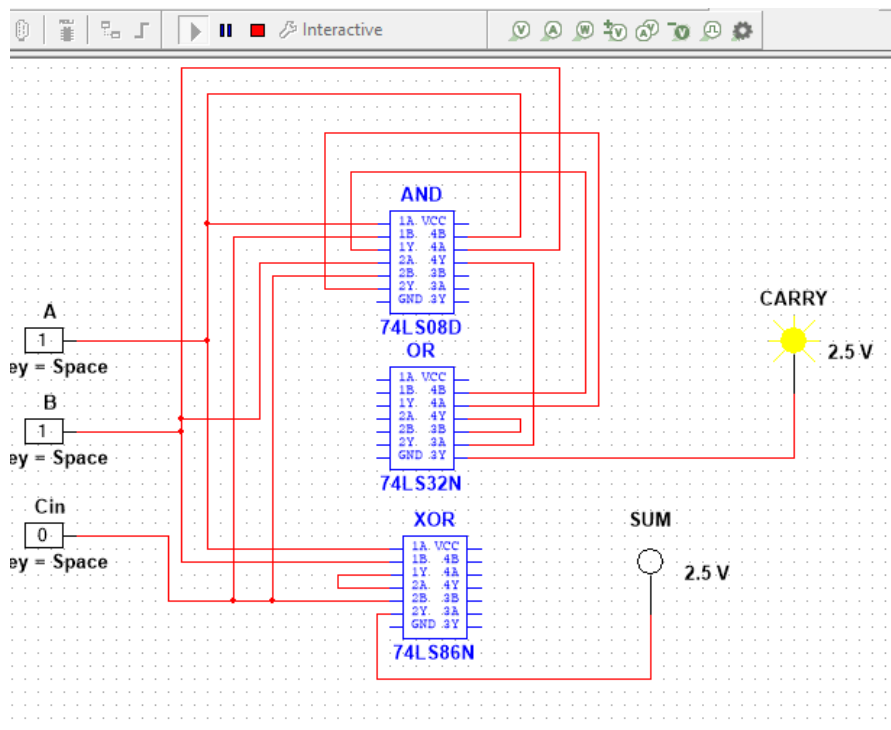 Interactive
V A W V A V V
AND
1A VCC
1B 4B
1Y 4A
2A 4Y
2B 3B
2Y 3A
GND 3Y
74LS08D
OR
1A VCC
1B 4B
1Y 4A
2A 4Y
2B 3B
2Y 3A
GND 3Y
74LS32N
XOR
1A VCC
1B 4B
1Y 4A
2A 4Y
2B 3B
2Y 3A
GND 3Y
74LS86N
A
1
ey = Space
B
1
ey = Space
Cin
0
ey = Space
CARRY
2.5 V
SUM
2.5 V